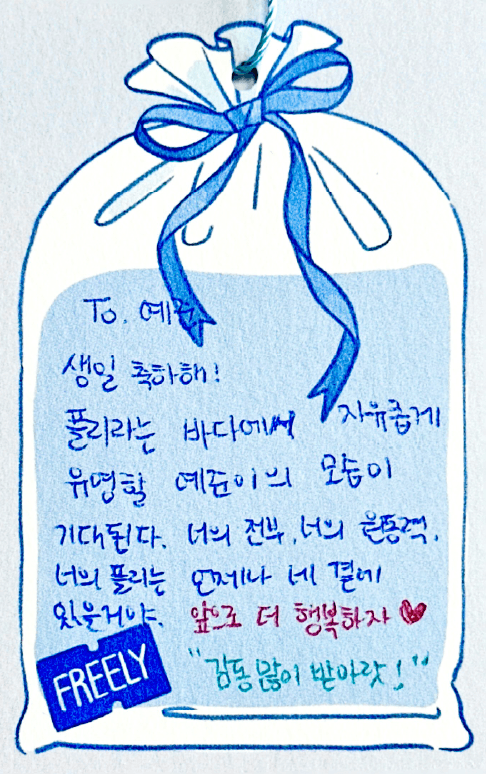 To. 예준
생일 축하해!
플리라는 바다에서 자유롭게
유영할 예준이의 모습이
기대된다. 너의 전부, 너의 원동력,
너의 플리는 언제나 네 곁에
있을거야. 앞으로 더 행복하자
FREELY
"감동 많이 받아랏!"